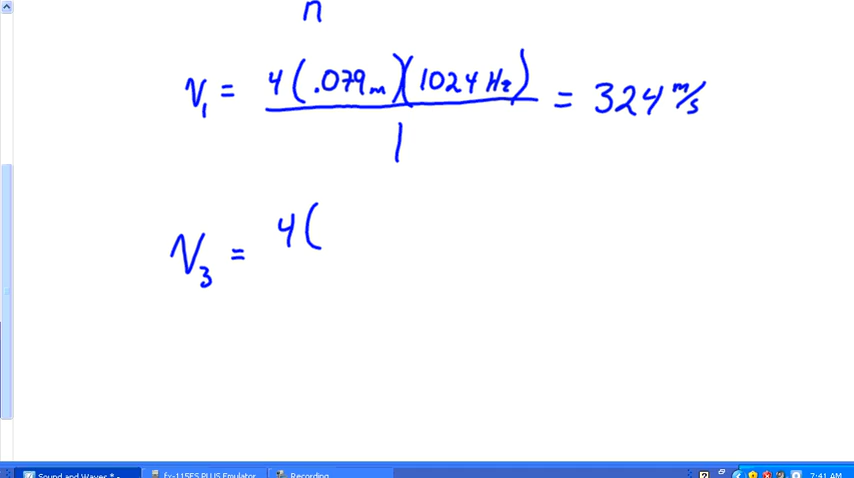 n
V₁ = 4(.079m)(1024 Hz) / 1 = 324 m/s
V₃ = 4(
Sound and Waves * - fx-115ES PLUS Emulator Recording 7:41 AM